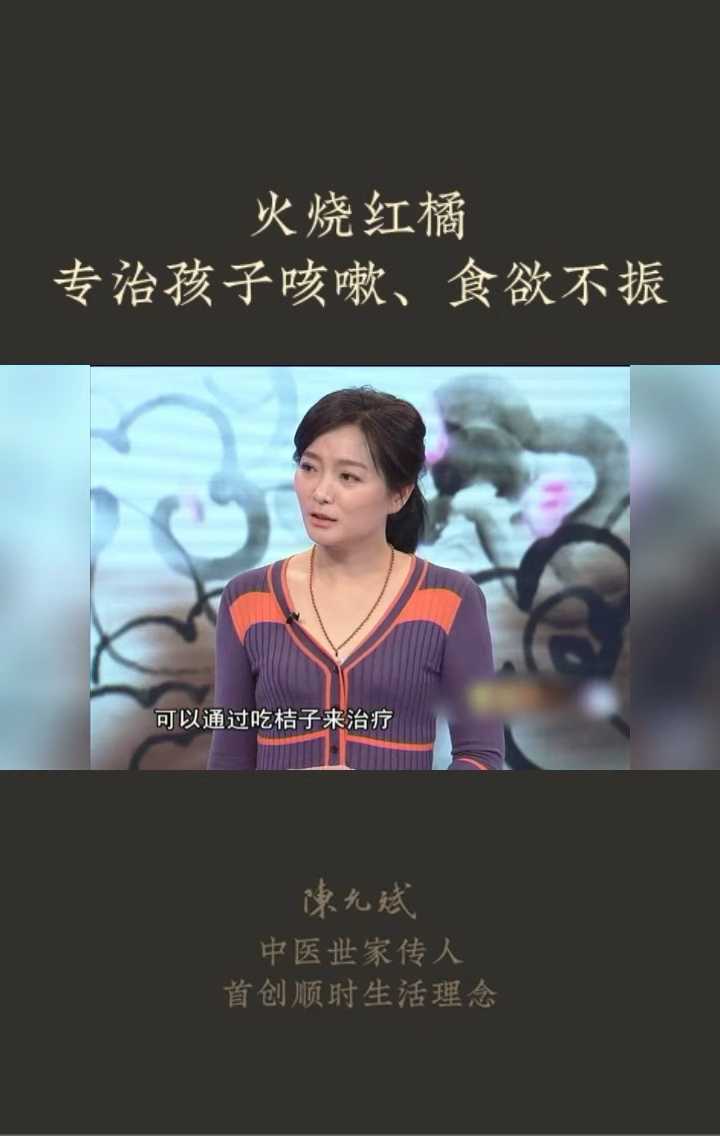 火烧红橘
专治孩子咳嗽、食欲不振
可以通过吃桔子来治疗
陳允斌
中医世家传人
首创顺时生活理念